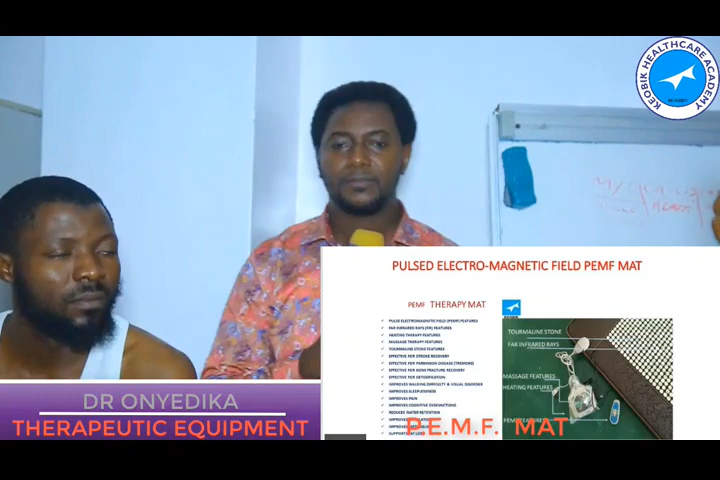 KEOBIK HEALTHCARE ACADEMY
PULSED ELECTRO-MAGNETIC FIELD PEMF MAT
PEMF THERAPY MAT
PULSE ELECTROMAGNETIC FIELD (PEMF) FEATURES
FAR INFRARED RAYS (FIR) FEATURES
HEATING THERAPY FEATURES
MASSAGE THERAPY FEATURES
TOURMALINE STONE FEATURES
EFFECTIVE FOR STROKE RECOVERY
EFFECTIVE FOR PARKINSON DISEASE (TREMORS)
EFFECTIVE FOR BONE FRACTURE RECOVERY
EFFECTIVE FOR DETOXIFICATION
IMPROVES WALKING DIFFICULTY & VISUAL DISORDER
IMPROVES SLEEPLESSNESS
IMPROVES PAIN
IMPROVES COGNITIVE DYSFUNCTIONS
REDUCES WATER RETENTION
TOURMALINE STONE
FAR INFRARED RAYS
MASSAGE FEATURES
HEATING FEATURES
P.E.M.F. MAT
DR ONYEDIKA
THERAPEUTIC EQUIPMENT